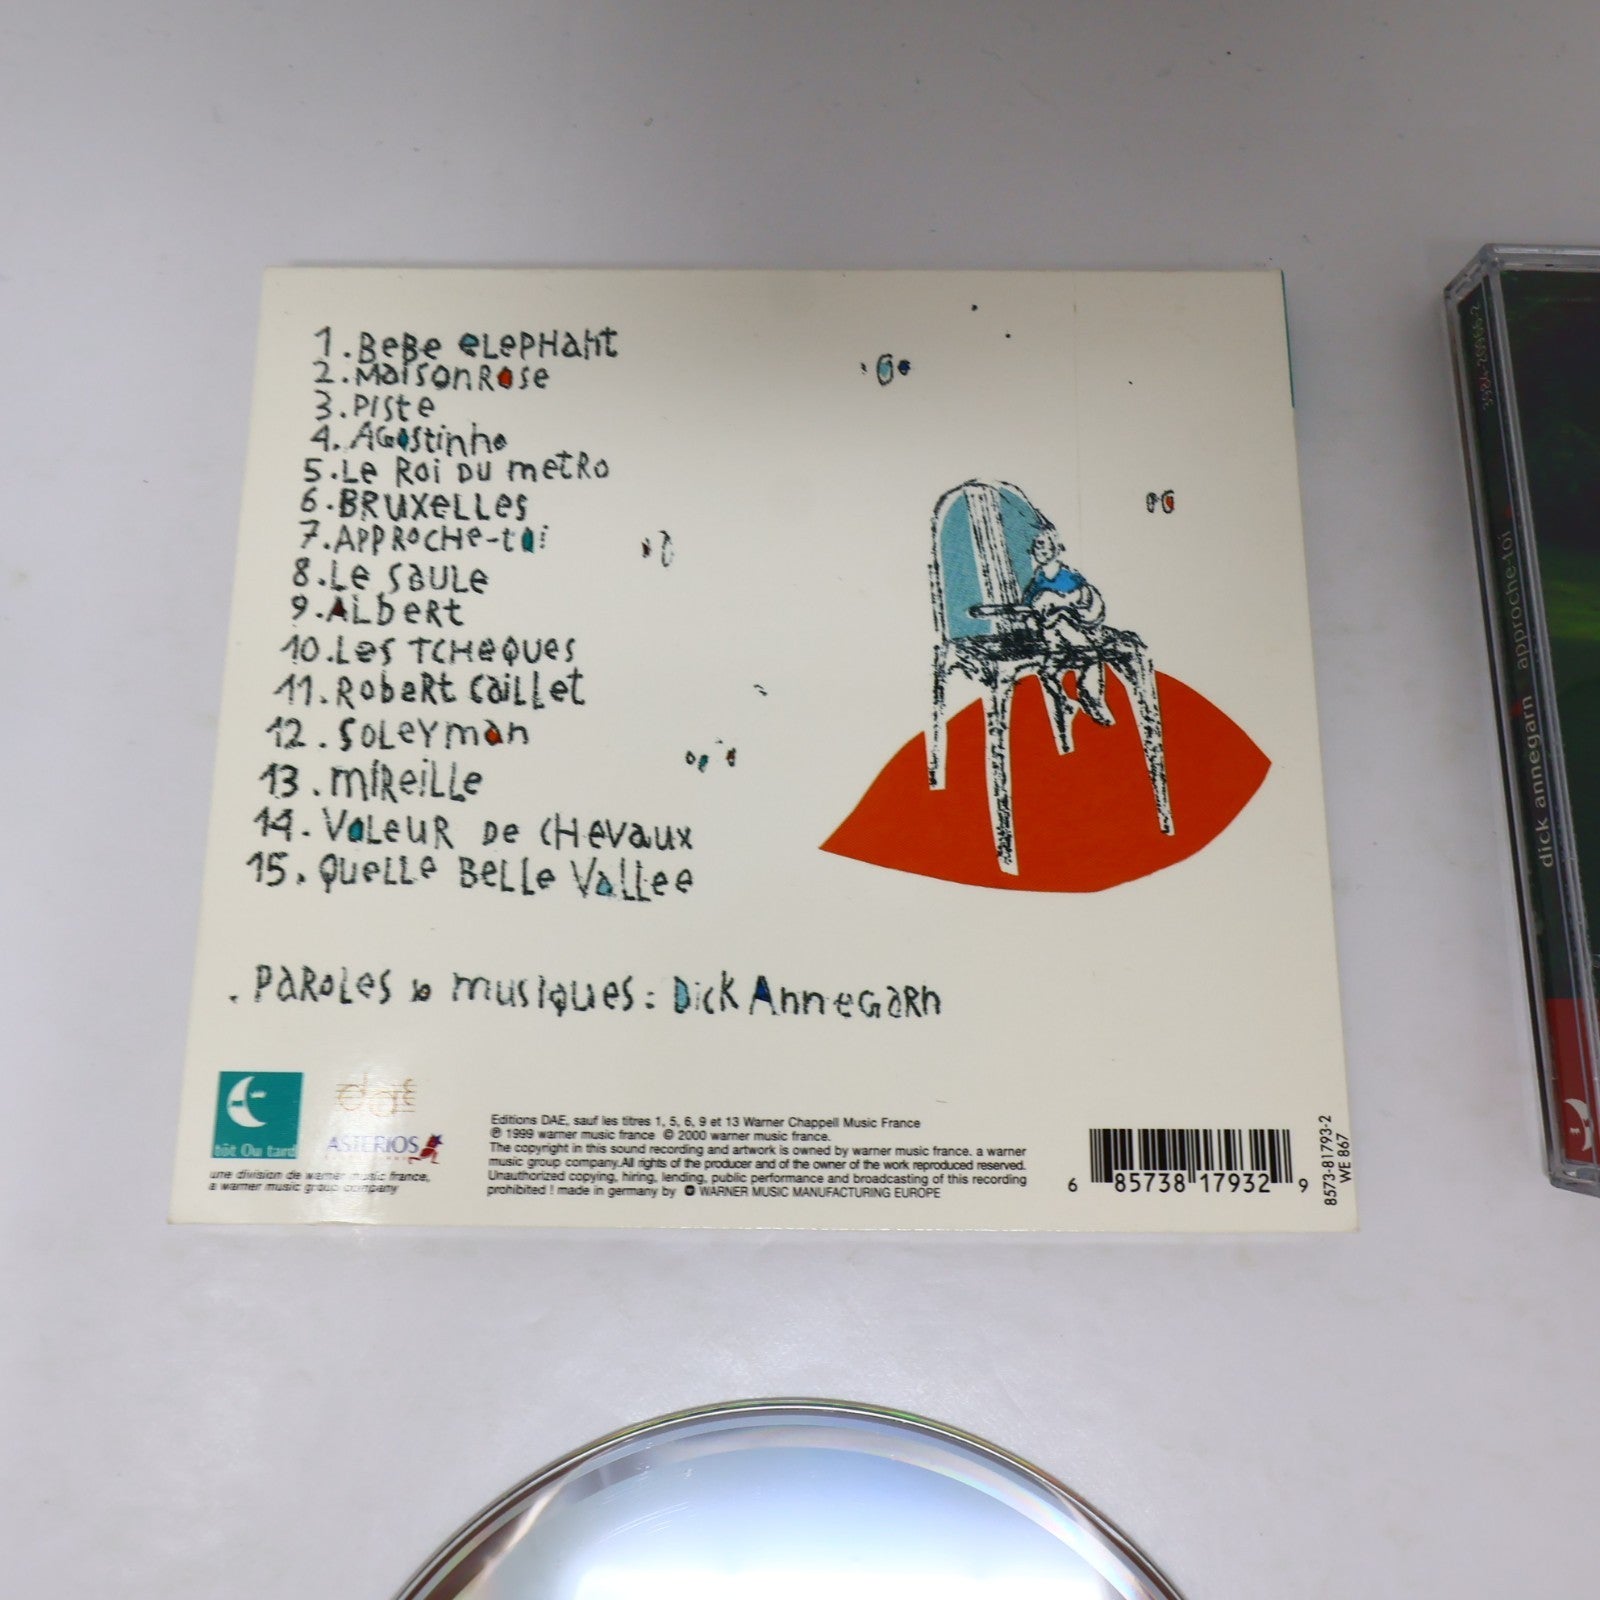 1. BeBe eLePHaHt
2. MaisonRose
3. Piste
4. AGostinho
5. Le Roi Du metRo
6. BRuxeLLes
7. APPRoCHe-toi
8. Le SauLe
9. ALbeRt
10. Les TCHeQues
11. RobeRt CaiLLet
12. SoLeyman
13. miReiLLe
14. VaLeuR De CHevaux
15. QueLLe BeLLe VaLLee
. PaRoLes & musiques : Dick AnneGaRn
tôt Ou tard
dae
ASTERIOS
une division de warner music france,
a warner music group company
Editions DAE, sauf les titres 1, 5, 6, 9 et 13 Warner Chappell Music France
℗ 1999 warner music france © 2000 warner music france.
The copyright in this sound recording and artwork is owned by warner music france. a warner
music group company.All rights of the producer and of the owner of the work reproduced reserved.
Unauthorized copying, hiring, lending, public performance and broadcasting of this recording
prohibited ! made in germany by WARNER MUSIC MANUFACTURING EUROPE
6 85738 17932 9
8573-81793-2
WE 867
dick annegarn approche-toi